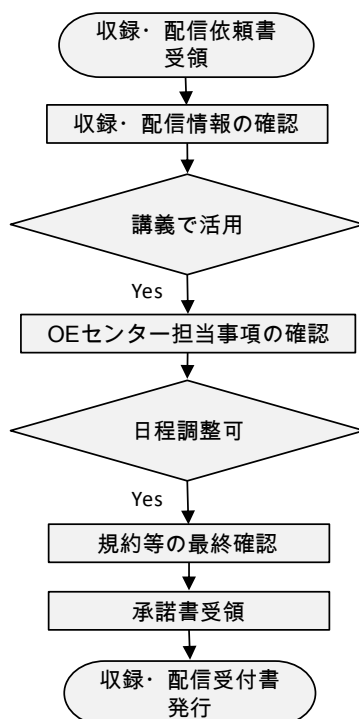 収録・配信依頼書
受領
収録・配信情報の確認
講義で活用
Yes
OEセンター担当事項の確認
日程調整可
Yes
規約等の最終確認
承諾書受領
収録・配信受付書
発行